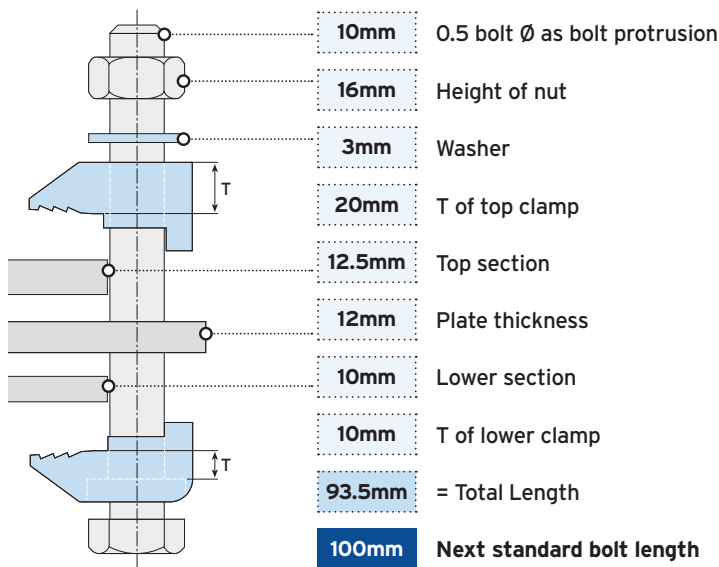 10mm 0.5 bolt Ø as bolt protrusion
16mm Height of nut
3mm Washer
T
20mm T of top clamp
12.5mm Top section
12mm Plate thickness
10mm Lower section
10mm T of lower clamp
T
93.5mm = Total Length
100mm Next standard bolt length